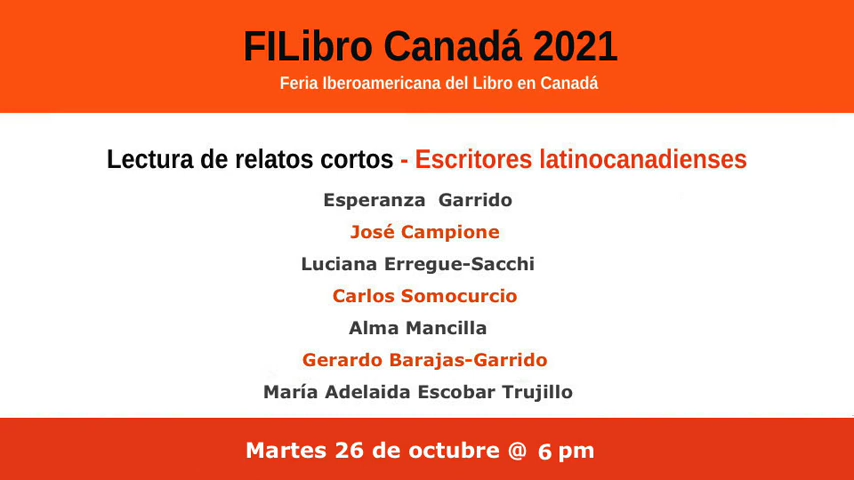 FILibro Canadá 2021
Feria Iberoamericana del Libro en Canadá
Lectura de relatos cortos - Escritores latinocanadienses
Esperanza Garrido
José Campione
Luciana Erregue-Sacchi
Carlos Somocurcio
Alma Mancilla
Gerardo Barajas-Garrido
María Adelaida Escobar Trujillo
Martes 26 de octubre @ 6 pm